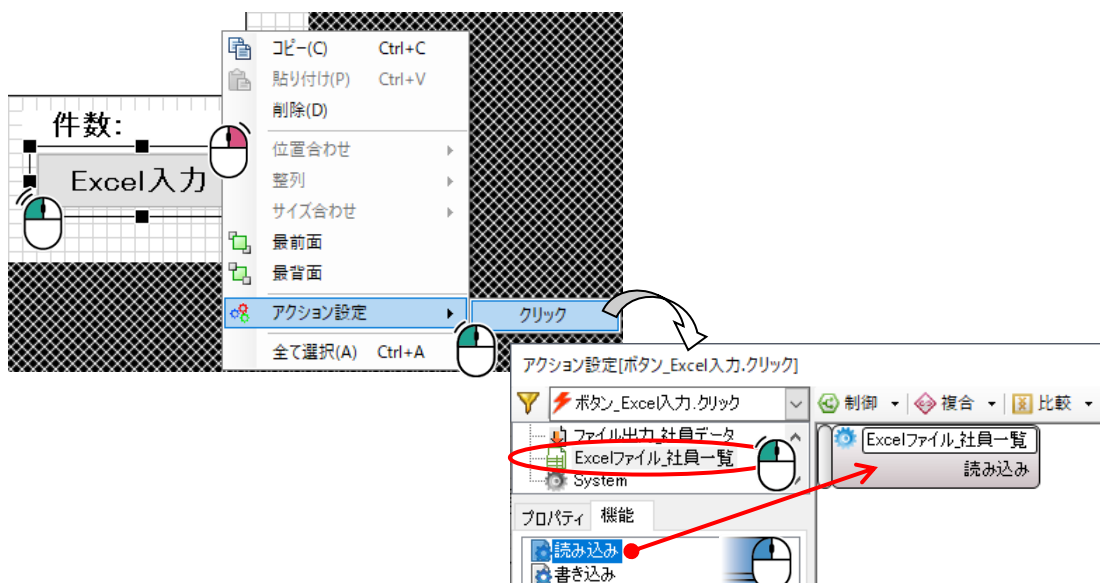 コピー(C) Ctrl+C
貼り付け(P) Ctrl+V
削除(D)
件数:
位置合わせ
Excel入力
整列
サイズ合わせ
最前面
最背面
アクション設定
クリック
全て選択(A) Ctrl+A
アクション設定[ボタン_Excel入力.クリック]
ボタン_Excel入力.クリック 制御 複合 比較
ファイル出力_社員データ
Excelファイル_社員一覧
System
Excelファイル_社員一覧
読み込み
プロパティ 機能
読み込み
書き込み